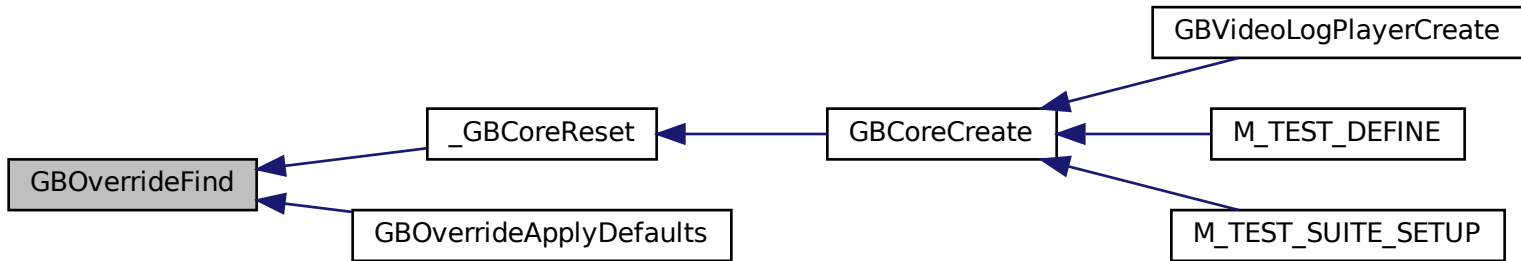 GBOverrideFind
_GBCoreReset
GBOverrideApplyDefaults
GBCoreCreate
GBVideoLogPlayerCreate
M_TEST_DEFINE
M_TEST_SUITE_SETUP